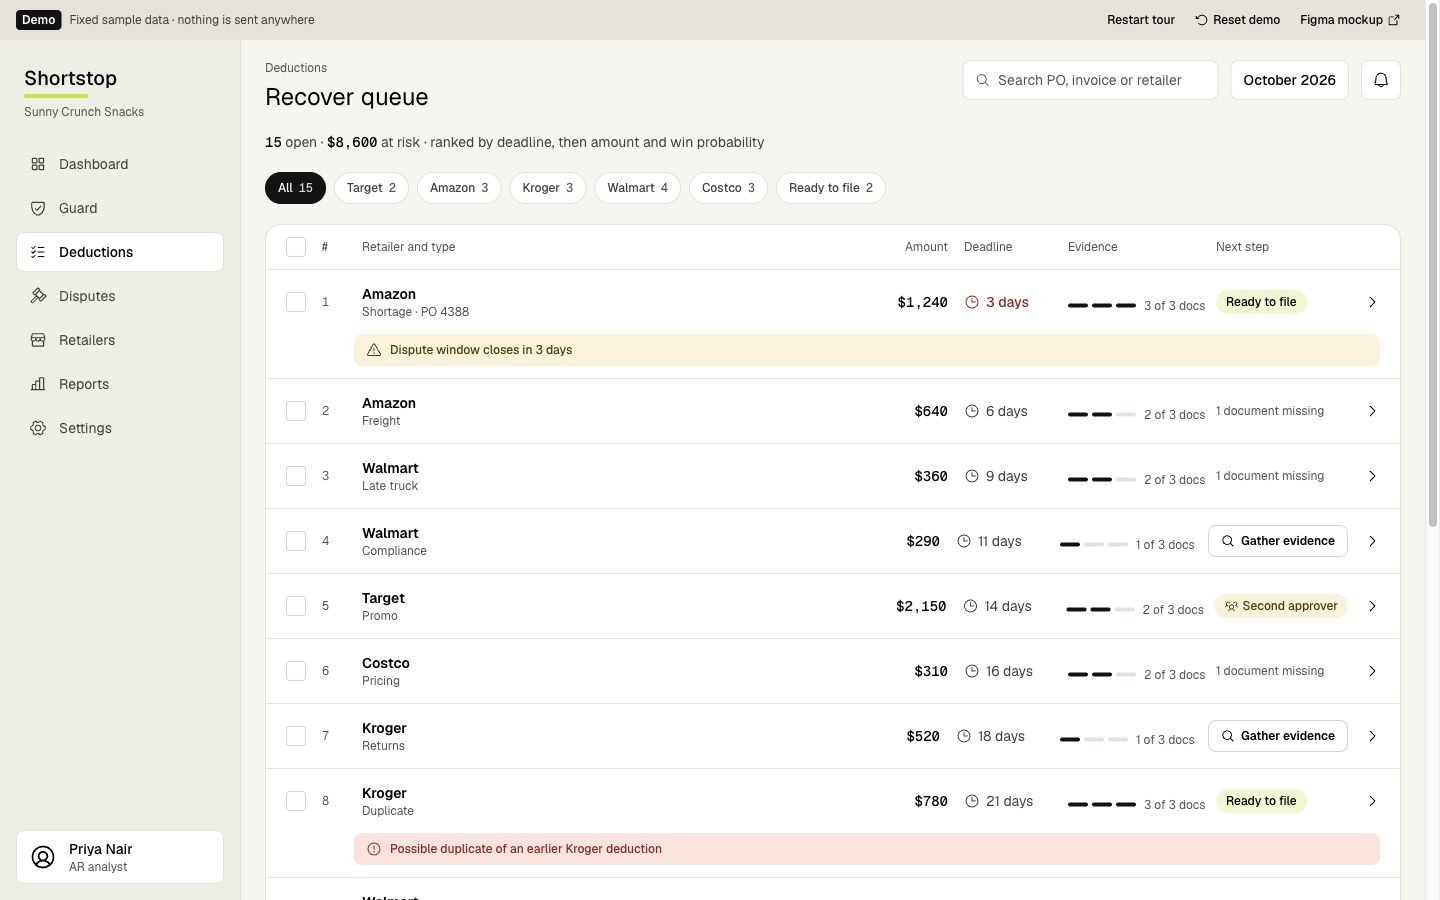 Demo Fixed sample data · nothing is sent anywhere Restart tour Reset demo Figma mockup
Shortstop
Sunny Crunch Snacks
Dashboard
Guard
Deductions
Disputes
Retailers
Reports
Settings
Priya Nair
AR analyst
Deductions
Recover queue
Search PO, invoice or retailer October 2026
15 open · $8,600 at risk · ranked by deadline, then amount and win probability
All 15 Target 2 Amazon 3 Kroger 3 Walmart 4 Costco 3 Ready to file 2
# Retailer and type Amount Deadline Evidence Next step
1 Amazon $1,240 3 days 3 of 3 docs Ready to file
Shortage · PO 4388
Dispute window closes in 3 days
2 Amazon $640 6 days 2 of 3 docs 1 document missing
Freight
3 Walmart $360 9 days 2 of 3 docs 1 document missing
Late truck
4 Walmart $290 11 days 1 of 3 docs Gather evidence
Compliance
5 Target $2,150 14 days 2 of 3 docs Second approver
Promo
6 Costco $310 16 days 2 of 3 docs 1 document missing
Pricing
7 Kroger $520 18 days 1 of 3 docs Gather evidence
Returns
8 Kroger $780 21 days 3 of 3 docs Ready to file
Duplicate
Possible duplicate of an earlier Kroger deduction